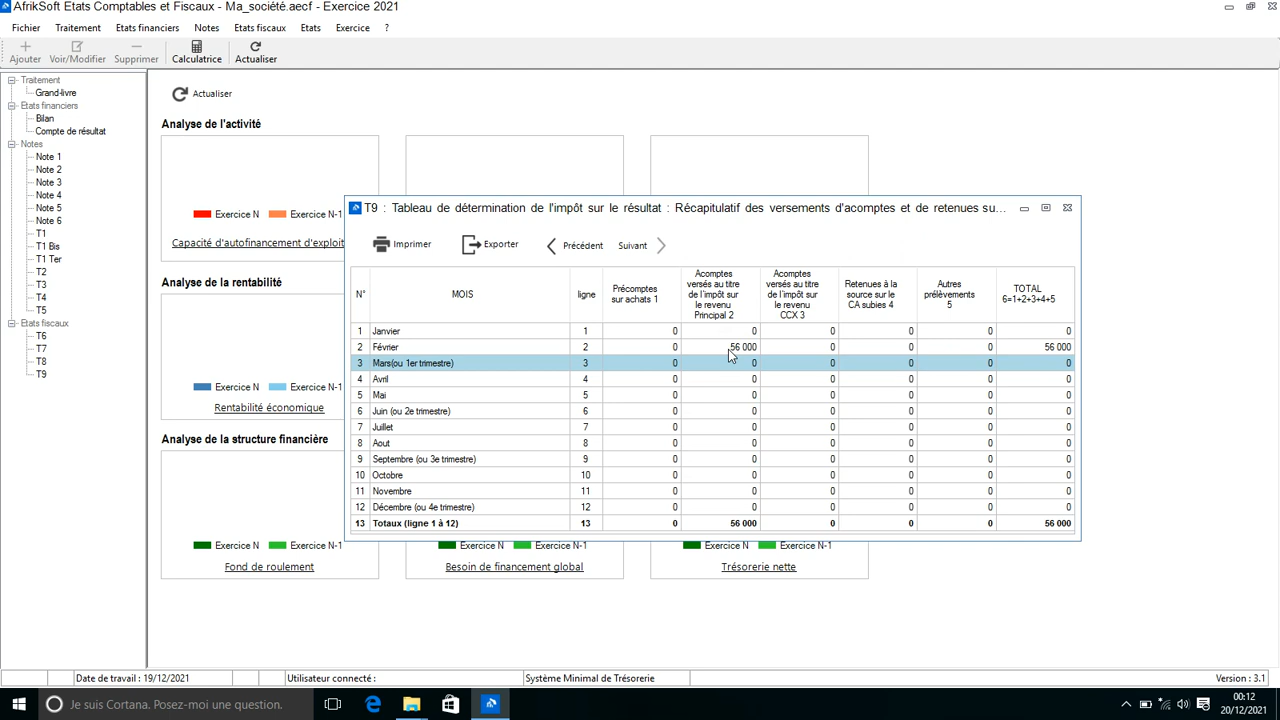 AfrikSoft Etats Comptables et Fiscaux - Ma_société.aecf - Exercice 2021
Fichier Traitement Etats financiers Notes Etats fiscaux Etats Exercice ?
Ajouter Voir/Modifier Supprimer Calculatrice Actualiser
Traitement
Grand-livre
Etats financiers
Bilan
Compte de résultat
Notes
Note 1
Note 2
Note 3
Note 4
Note 5
Note 6
T1
T1 Bis
T1 Ter
T2
T3
T4
T5
Etats fiscaux
T6
T7
T8
T9
Actualiser
Analyse de l'activité
Exercice N Exercice N-1
Capacité d'autofinancement d'exploit
Analyse de la rentabilité
Exercice N Exercice N-1
Rentabilité économique
Analyse de la structure financière
Exercice N Exercice N-1
Fond de roulement
Exercice N Exercice N-1
Besoin de financement global
Exercice N Exercice N-1
Trésorerie nette
T9 : Tableau de détermination de l'impôt sur le résultat : Récapitulatif des versements d'acomptes et de retenues su...
Imprimer Exporter Précédent Suivant
N° MOIS ligne Précomptes sur achats 1 Acomptes versés au titre de l'impôt sur le revenu Principal 2 Acomptes versés au titre de l'impôt sur le revenu CCX 3 Retenues à la source sur le CA subies 4 Autres prélèvements 5 TOTAL 6=1+2+3+4+5
1 Janvier 1 0 0 0 0 0 0
2 Février 2 0 56 000 0 0 0 56 000
3 Mars(ou 1er trimestre) 3 0 0 0 0 0 0
4 Avril 4 0 0 0 0 0 0
5 Mai 5 0 0 0 0 0 0
6 Juin (ou 2e trimestre) 6 0 0 0 0 0 0
7 Juillet 7 0 0 0 0 0 0
8 Aout 8 0 0 0 0 0 0
9 Septembre (ou 3e trimestre) 9 0 0 0 0 0 0
10 Octobre 10 0 0 0 0 0 0
11 Novembre 11 0 0 0 0 0 0
12 Décembre (ou 4e trimestre) 12 0 0 0 0 0 0
13 Totaux (ligne 1 à 12) 13 0 56 000 0 0 0 56 000
Date de travail : 19/12/2021 Utilisateur connecté : Système Minimal de Trésorerie Version : 3.1
Je suis Cortana. Posez-moi une question.
00:12
20/12/2021